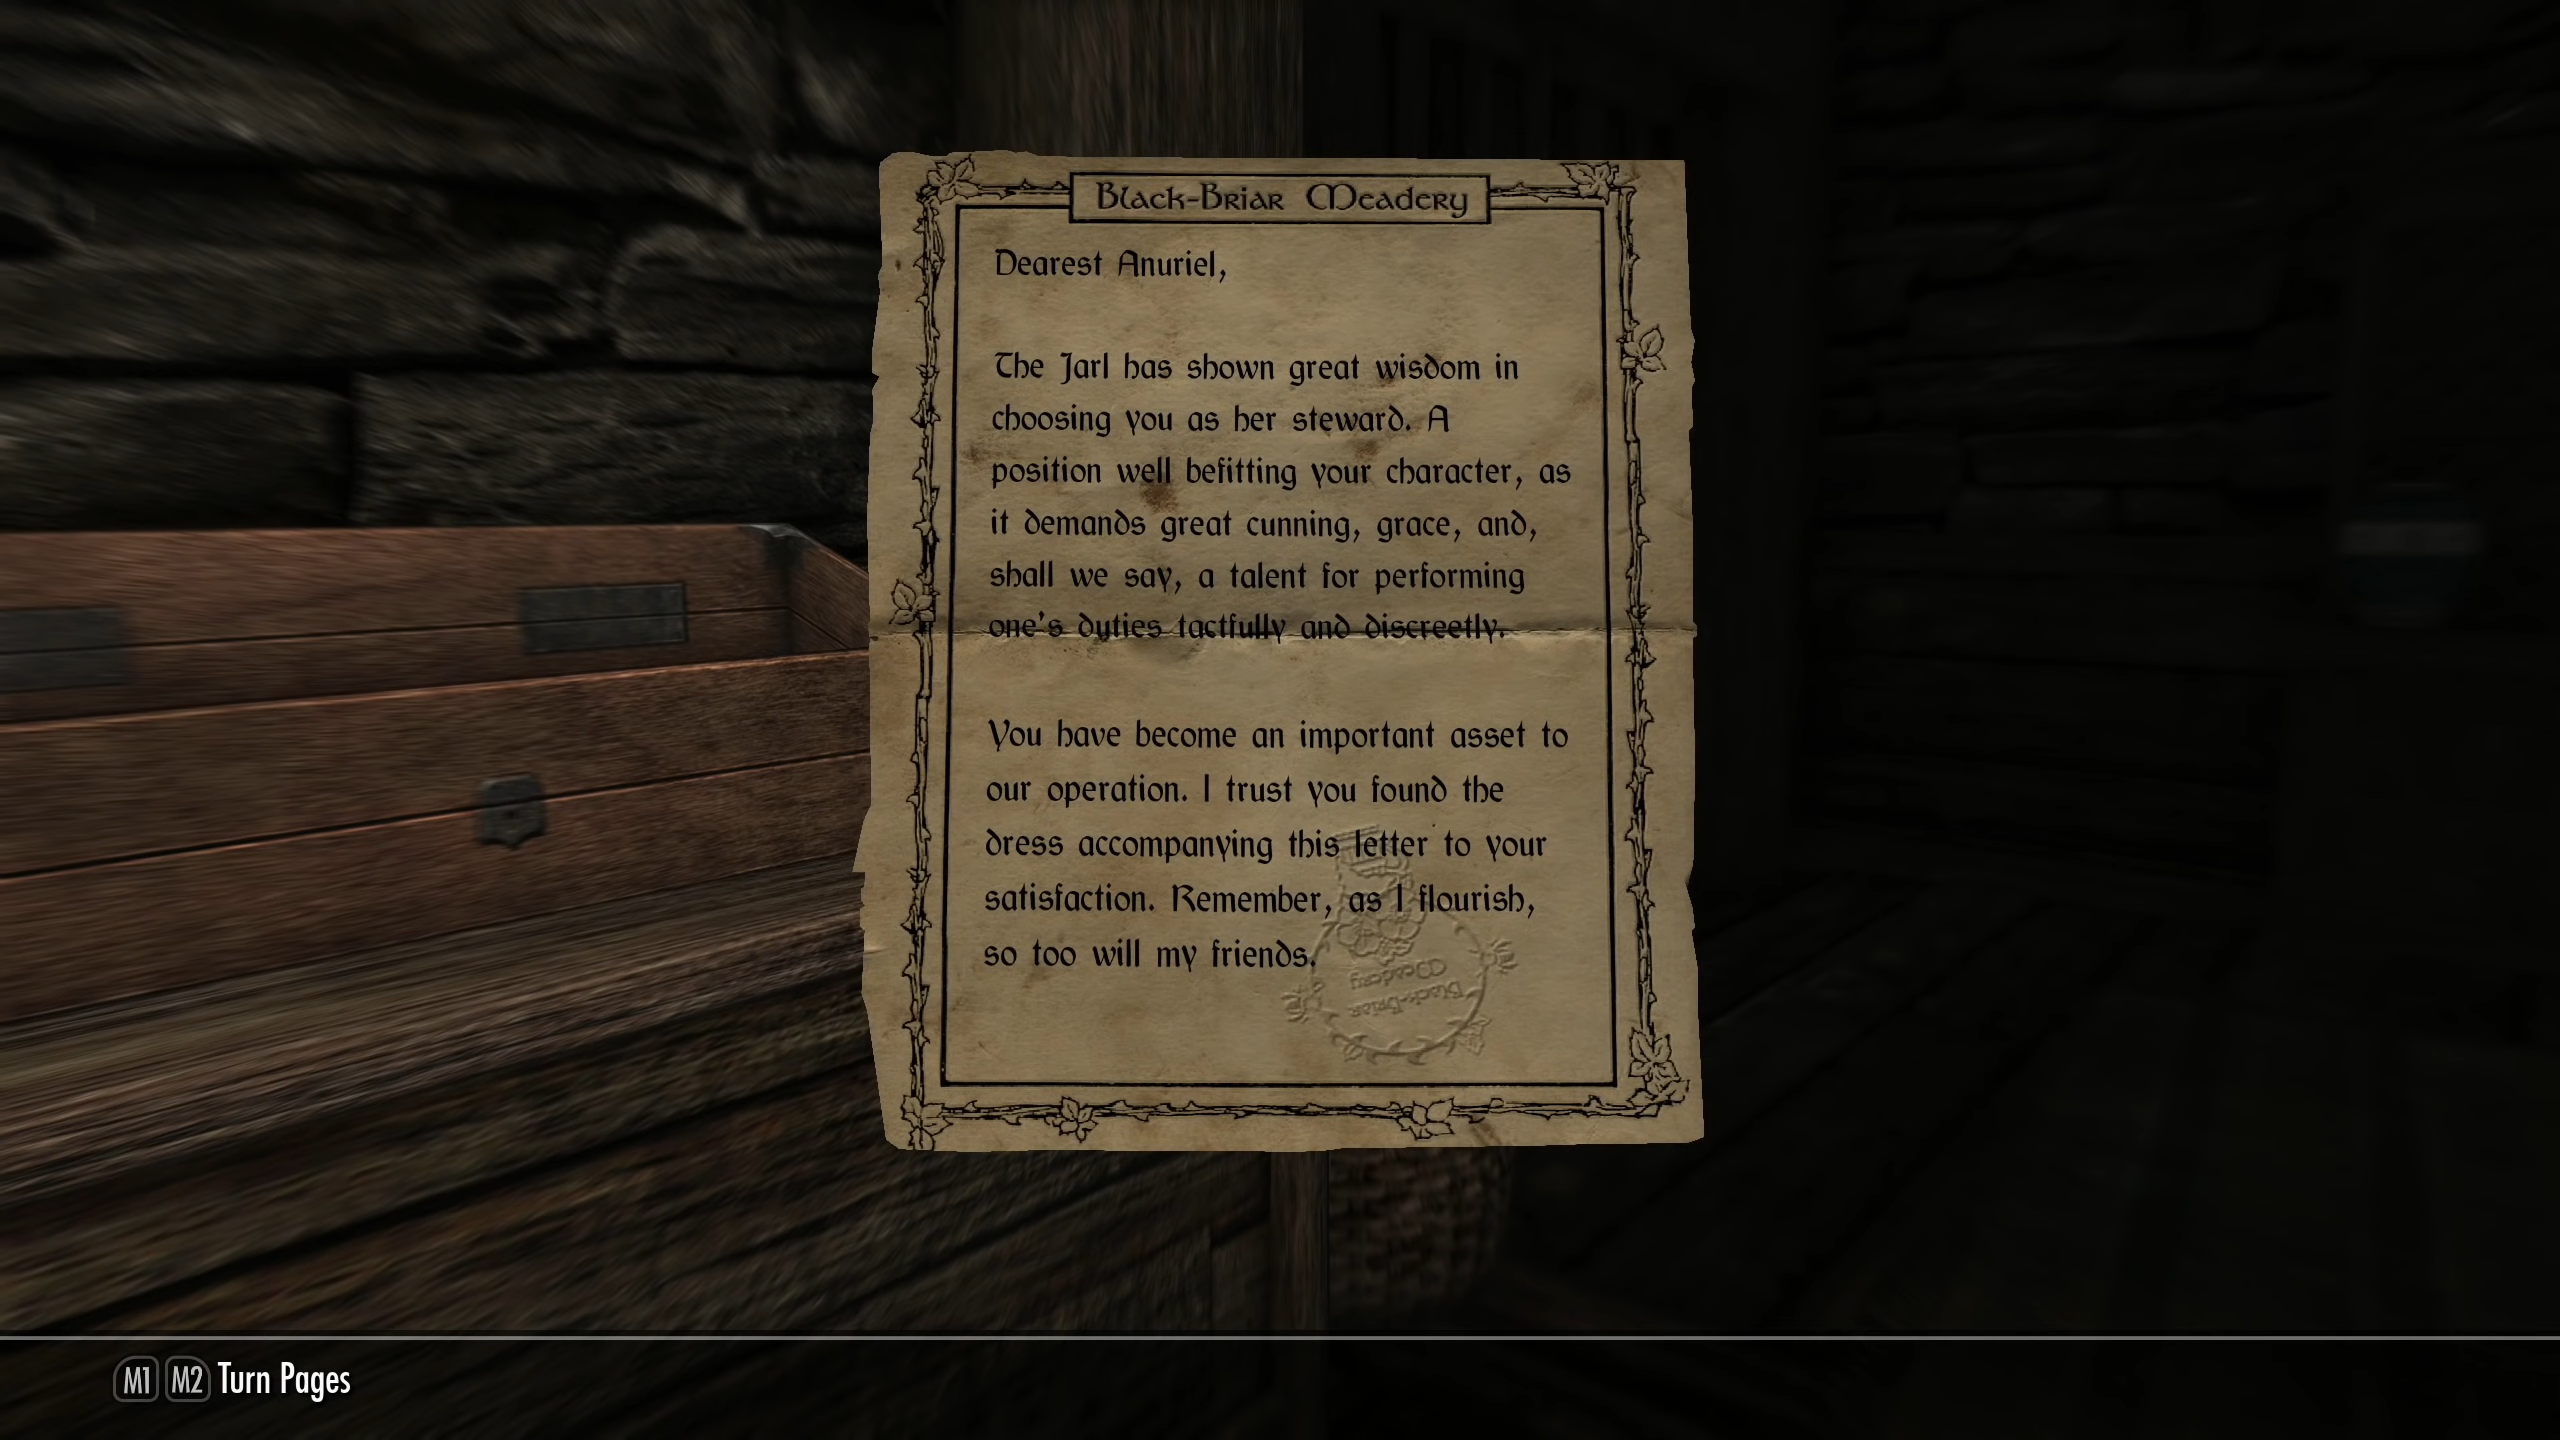 Black-Briar Meadery
Dearest Anuriel,
The Jarl has shown great wisdom in
choosing you as her steward. A
position well befitting your character, as
it demands great cunning, grace, and,
shall we say, a talent for performing
one's duties tactfully and discreetly.
You have become an important asset to
our operation. I trust you found the
dress accompanying this letter to your
satisfaction. Remember, as I flourish,
so too will my friends.
Black-Briar
Meadery
M1 M2 Turn Pages